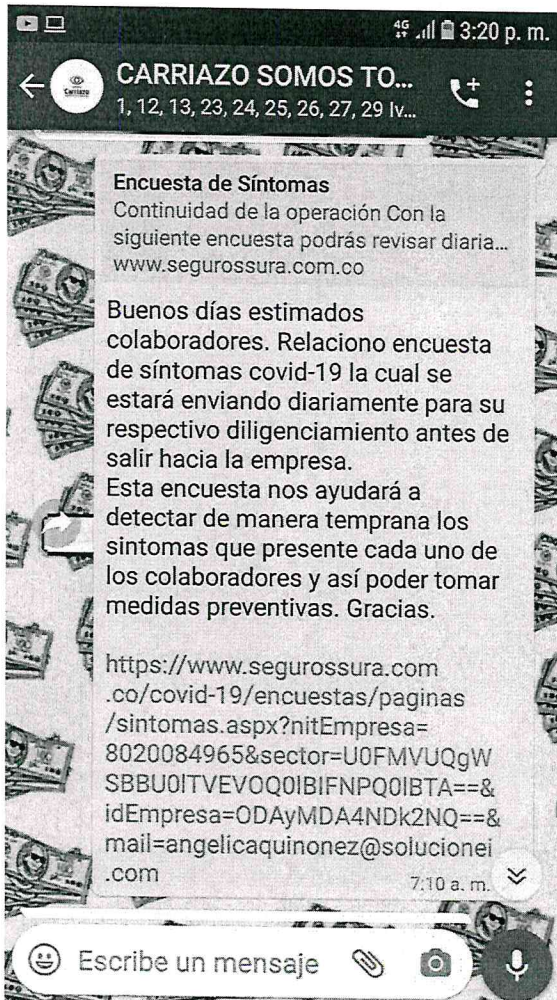 4G 3:20 p. m.
CARRIAZO SOMOS TO...
Carriazo
1, 12, 13, 23, 24, 25, 26, 27, 29 Iv...
Encuesta de Síntomas
Continuidad de la operación Con la
siguiente encuesta podrás revisar diaria...
www.segurossura.com.co
Buenos días estimados
colaboradores. Relaciono encuesta
de síntomas covid-19 la cual se
estará enviando diariamente para su
respectivo diligenciamiento antes de
salir hacia la empresa.
Esta encuesta nos ayudará a
detectar de manera temprana los
sintomas que presente cada uno de
los colaboradores y así poder tomar
medidas preventivas. Gracias.
https://www.segurossura.com
.co/covid-19/encuestas/paginas
/sintomas.aspx?nitEmpresa=
8020084965&sector=U0FMVUQgW
SBBU0lTVEVOQ0lBIFNPQ0lBTA==&
idEmpresa=ODAyMDA4NDk2NQ==&
mail=angelicaquinonez@solucionei
.com
7:10 a. m.
Escribe un mensaje